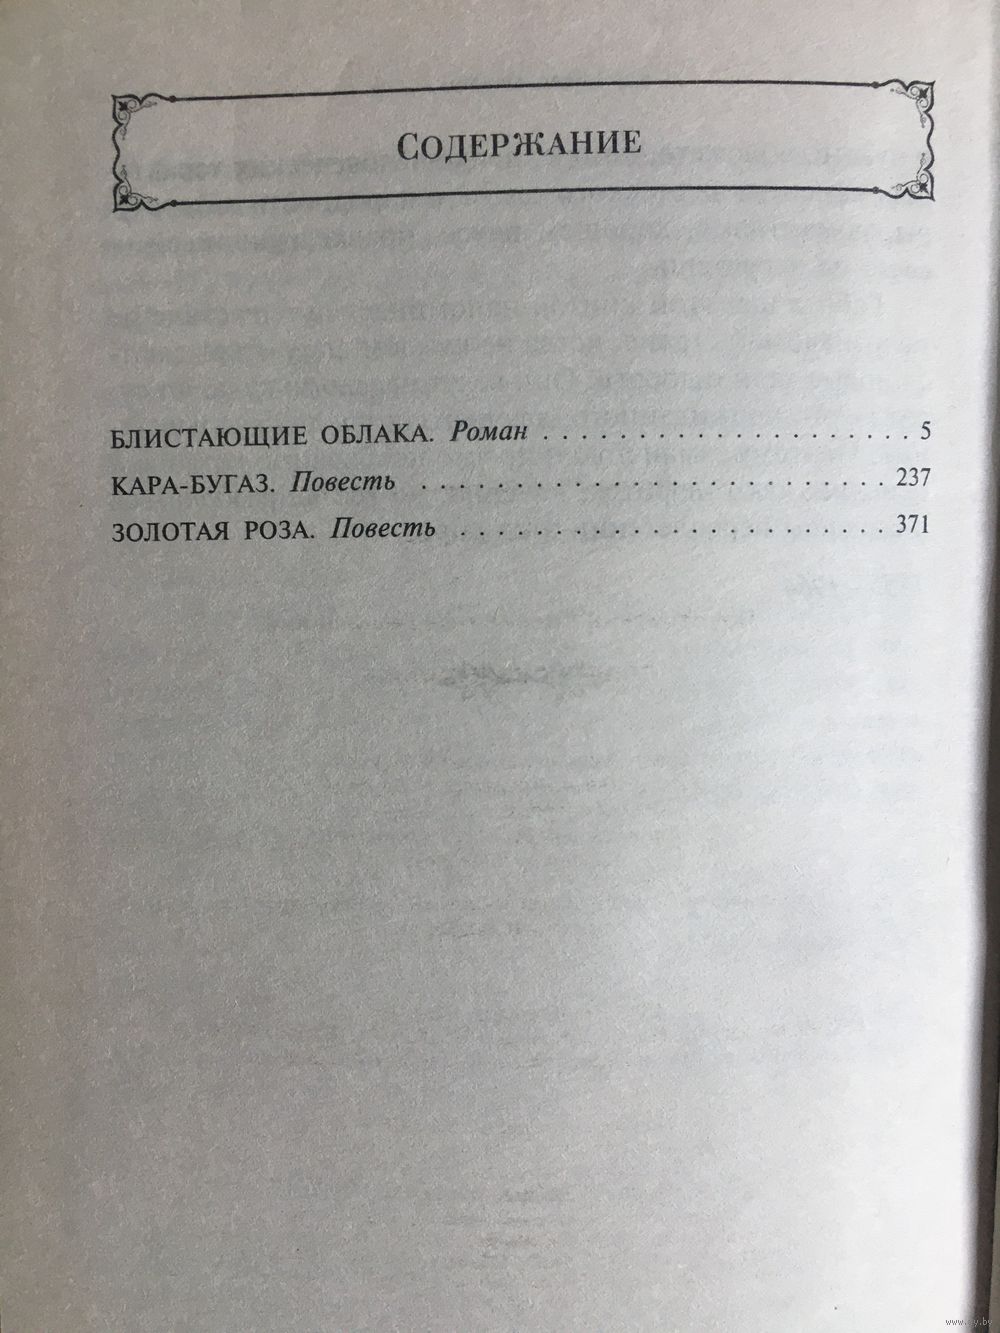 Содержание
БЛИСТАЮЩИЕ ОБЛАКА. Роман . . . . . . . . . . . . . . . . . . . . 5
КАРА-БУГАЗ. Повесть . . . . . . . . . . . . . . . . . . . . . . . . . 237
ЗОЛОТАЯ РОЗА. Повесть . . . . . . . . . . . . . . . . . . . . . . . 371